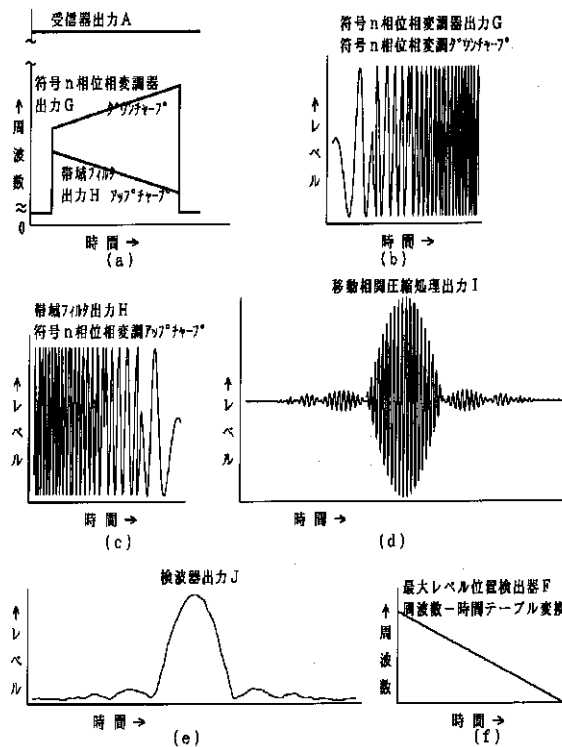 受信器出力A
符号n相位相変調器
出力G
ダウンチャープ
帯域フィルタ
出力H アップチャープ
↑周波数
≈
0
時間→
(a)
符号n相位相変調器出力G
符号n相位相変調ダウンチャープ
↑レベル
時間→
(b)
帯域フィルタ出力H
符号n相位相変調アップチャープ
↑レベル
時間→
(c)
移動相関圧縮処理出力I
↑レベル
時間→
(d)
検波器出力J
↑レベル
時間→
(e)
最大レベル位置検出器F
周波数－時間テーブル変換
↑周波数
時間→
(f)